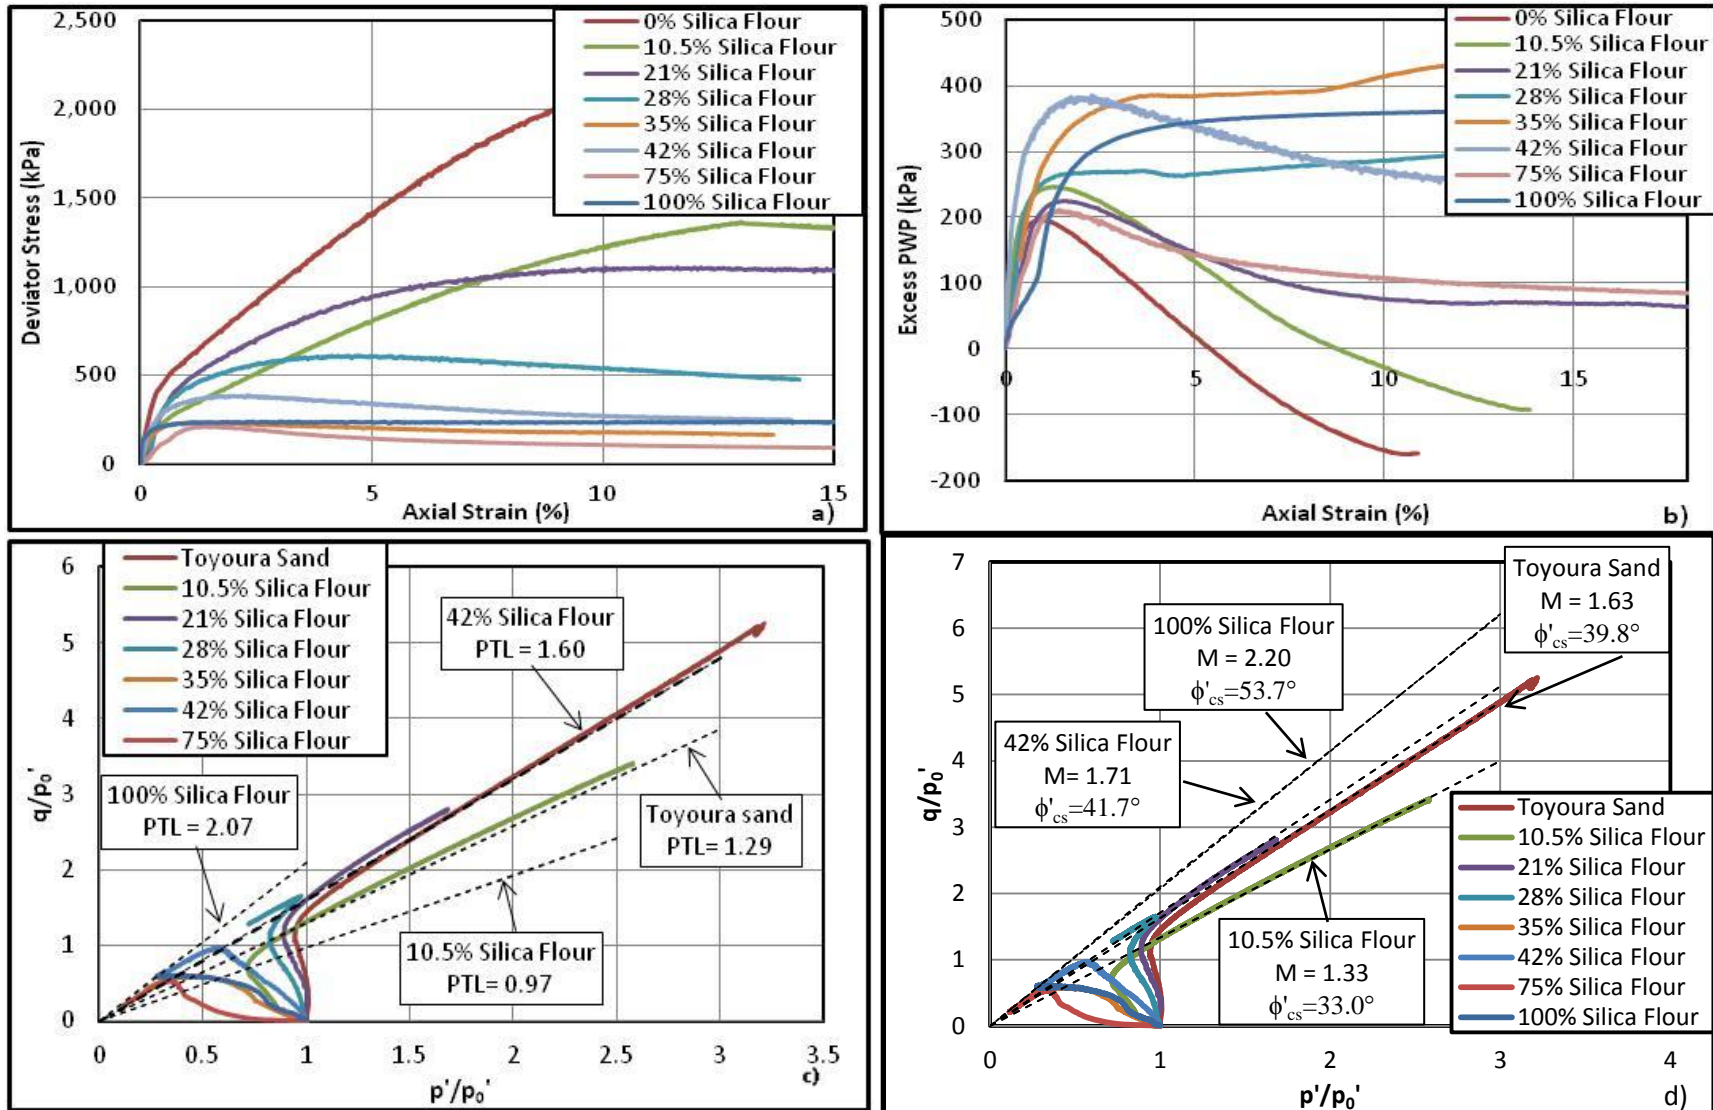 2,500
2,000
1,500
1,000
500
0
Deviator Stress (kPa)
0% Silica Flour
10.5% Silica Flour
21% Silica Flour
28% Silica Flour
35% Silica Flour
42% Silica Flour
75% Silica Flour
100% Silica Flour
0 5 10 15
Axial Strain (%)
a)
500
400
300
200
100
0
-100
-200
Excess PWP (kPa)
0% Silica Flour
10.5% Silica Flour
21% Silica Flour
28% Silica Flour
35% Silica Flour
42% Silica Flour
75% Silica Flour
100% Silica Flour
0 5 10 15
Axial Strain (%)
b)
6
5
4
3
2
1
0
q/p₀'
Toyoura Sand
10.5% Silica Flour
21% Silica Flour
28% Silica Flour
35% Silica Flour
42% Silica Flour
75% Silica Flour
42% Silica Flour
PTL = 1.60
100% Silica Flour
PTL = 2.07
Toyoura sand
PTL= 1.29
10.5% Silica Flour
PTL= 0.97
0 0.5 1 1.5 2 2.5 3 3.5
p'/p₀'
c)
7
6
5
4
3
2
1
0
q/p₀'
Toyoura Sand
M = 1.63
ϕ'cs=39.8°
100% Silica Flour
M = 2.20
ϕ'cs=53.7°
42% Silica Flour
M= 1.71
ϕ'cs=41.7°
10.5% Silica Flour
M = 1.33
ϕ'cs=33.0°
Toyoura Sand
10.5% Silica Flour
21% Silica Flour
28% Silica Flour
35% Silica Flour
42% Silica Flour
75% Silica Flour
100% Silica Flour
0 1 2 3 4
p'/p₀'
d)